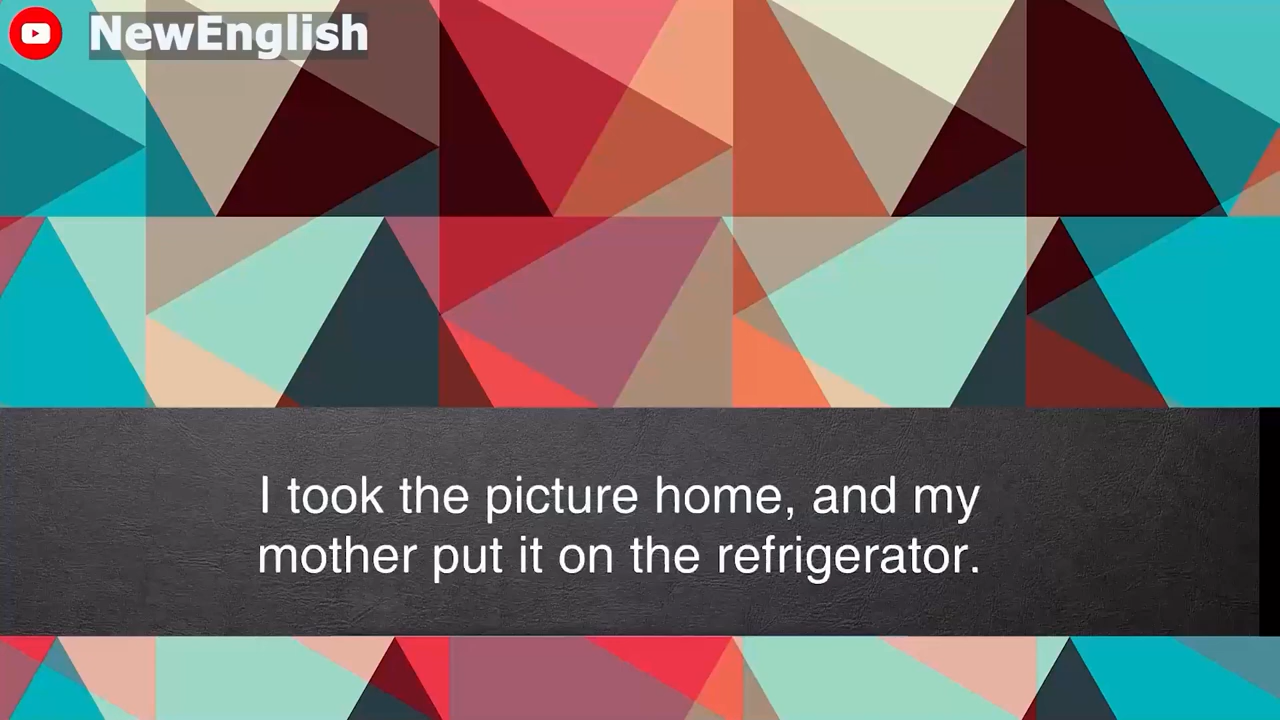 NewEnglish
I took the picture home, and my
mother put it on the refrigerator.